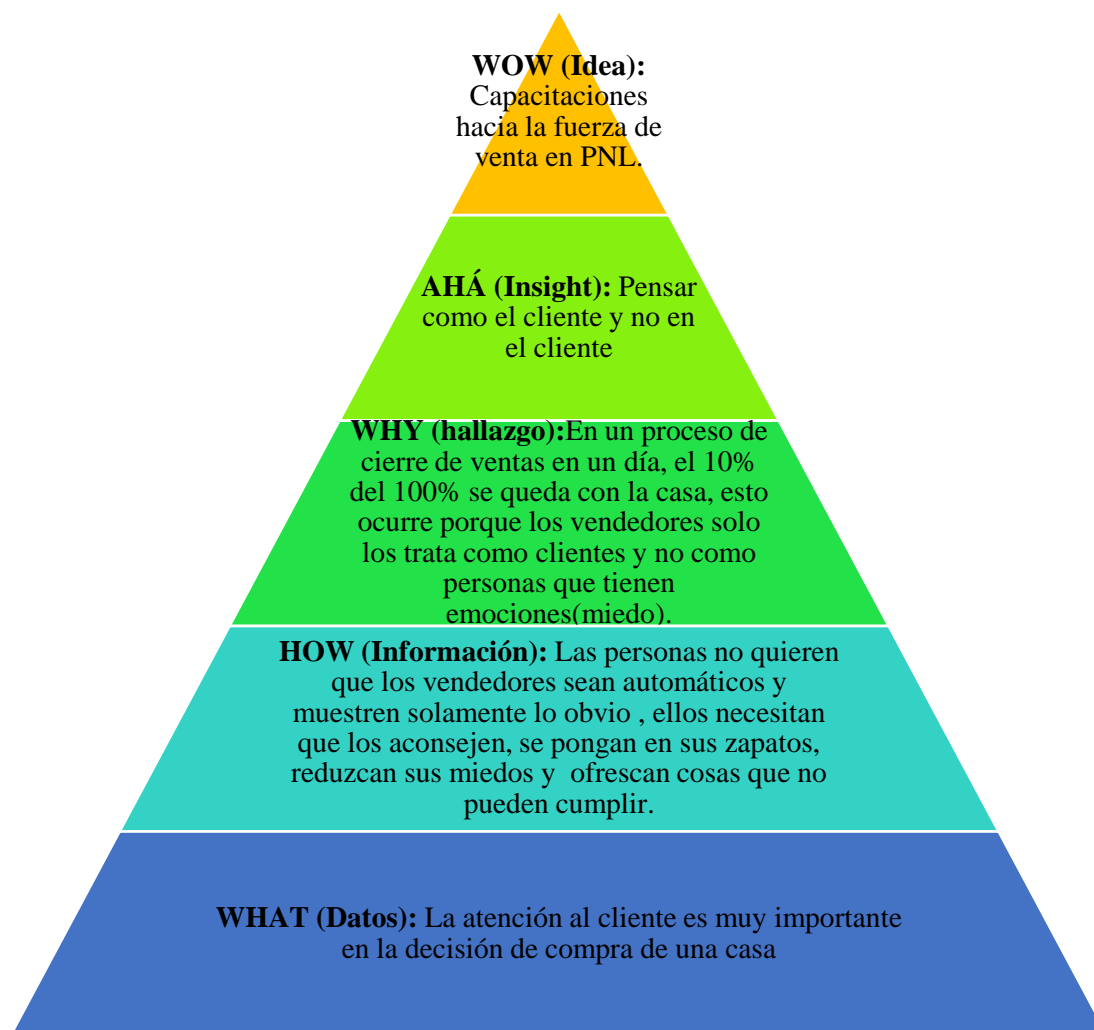 WOW (Idea):
Capacitaciones
hacia la fuerza de
venta en PNL.
AHÁ (Insight): Pensar
como el cliente y no en
el cliente
WHY (hallazgo):En un proceso de
cierre de ventas en un día, el 10%
del 100% se queda con la casa, esto
ocurre porque los vendedores solo
los trata como clientes y no como
personas que tienen
emociones(miedo).
HOW (Información): Las personas no quieren
que los vendedores sean automáticos y
muestren solamente lo obvio , ellos necesitan
que los aconsejen, se pongan en sus zapatos,
reduzcan sus miedos y  ofrescan cosas que no
pueden cumplir.
WHAT (Datos): La atención al cliente es muy importante
en la decisión de compra de una casa